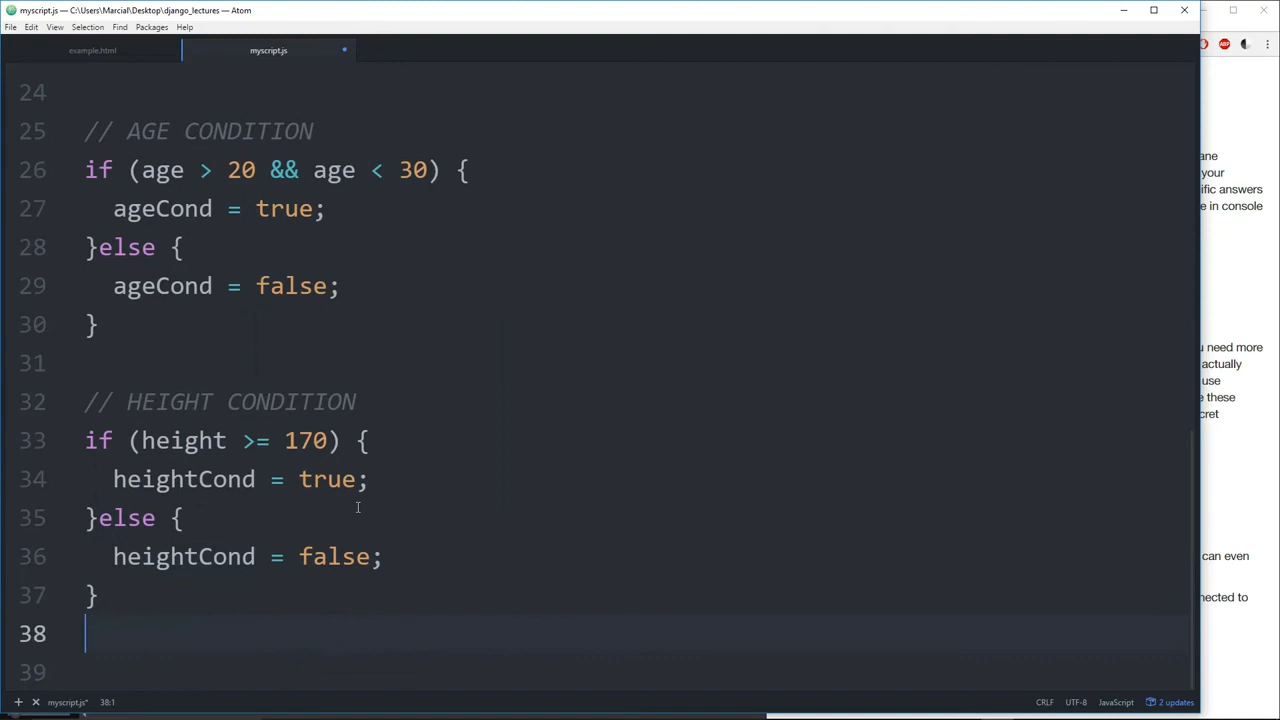 myscript.js — C:\Users\Marcial\Desktop\django_lectures — Atom
File Edit View Selection Find Packages Help
example.html myscript.js
24
25 // AGE CONDITION
26 if (age > 20 && age < 30) {
27 ageCond = true;
28 }else {
29 ageCond = false;
30 }
31
32 // HEIGHT CONDITION
33 if (height >= 170) {
34 heightCond = true;
35 }else {
36 heightCond = false;
37 }
38
39
+ × myscript.js* 38:1 CRLF UTF-8 JavaScript 2 updates
ABP
ane
your
ific answers
e in console
need more
actually
use
e these
cret
can even
nected to